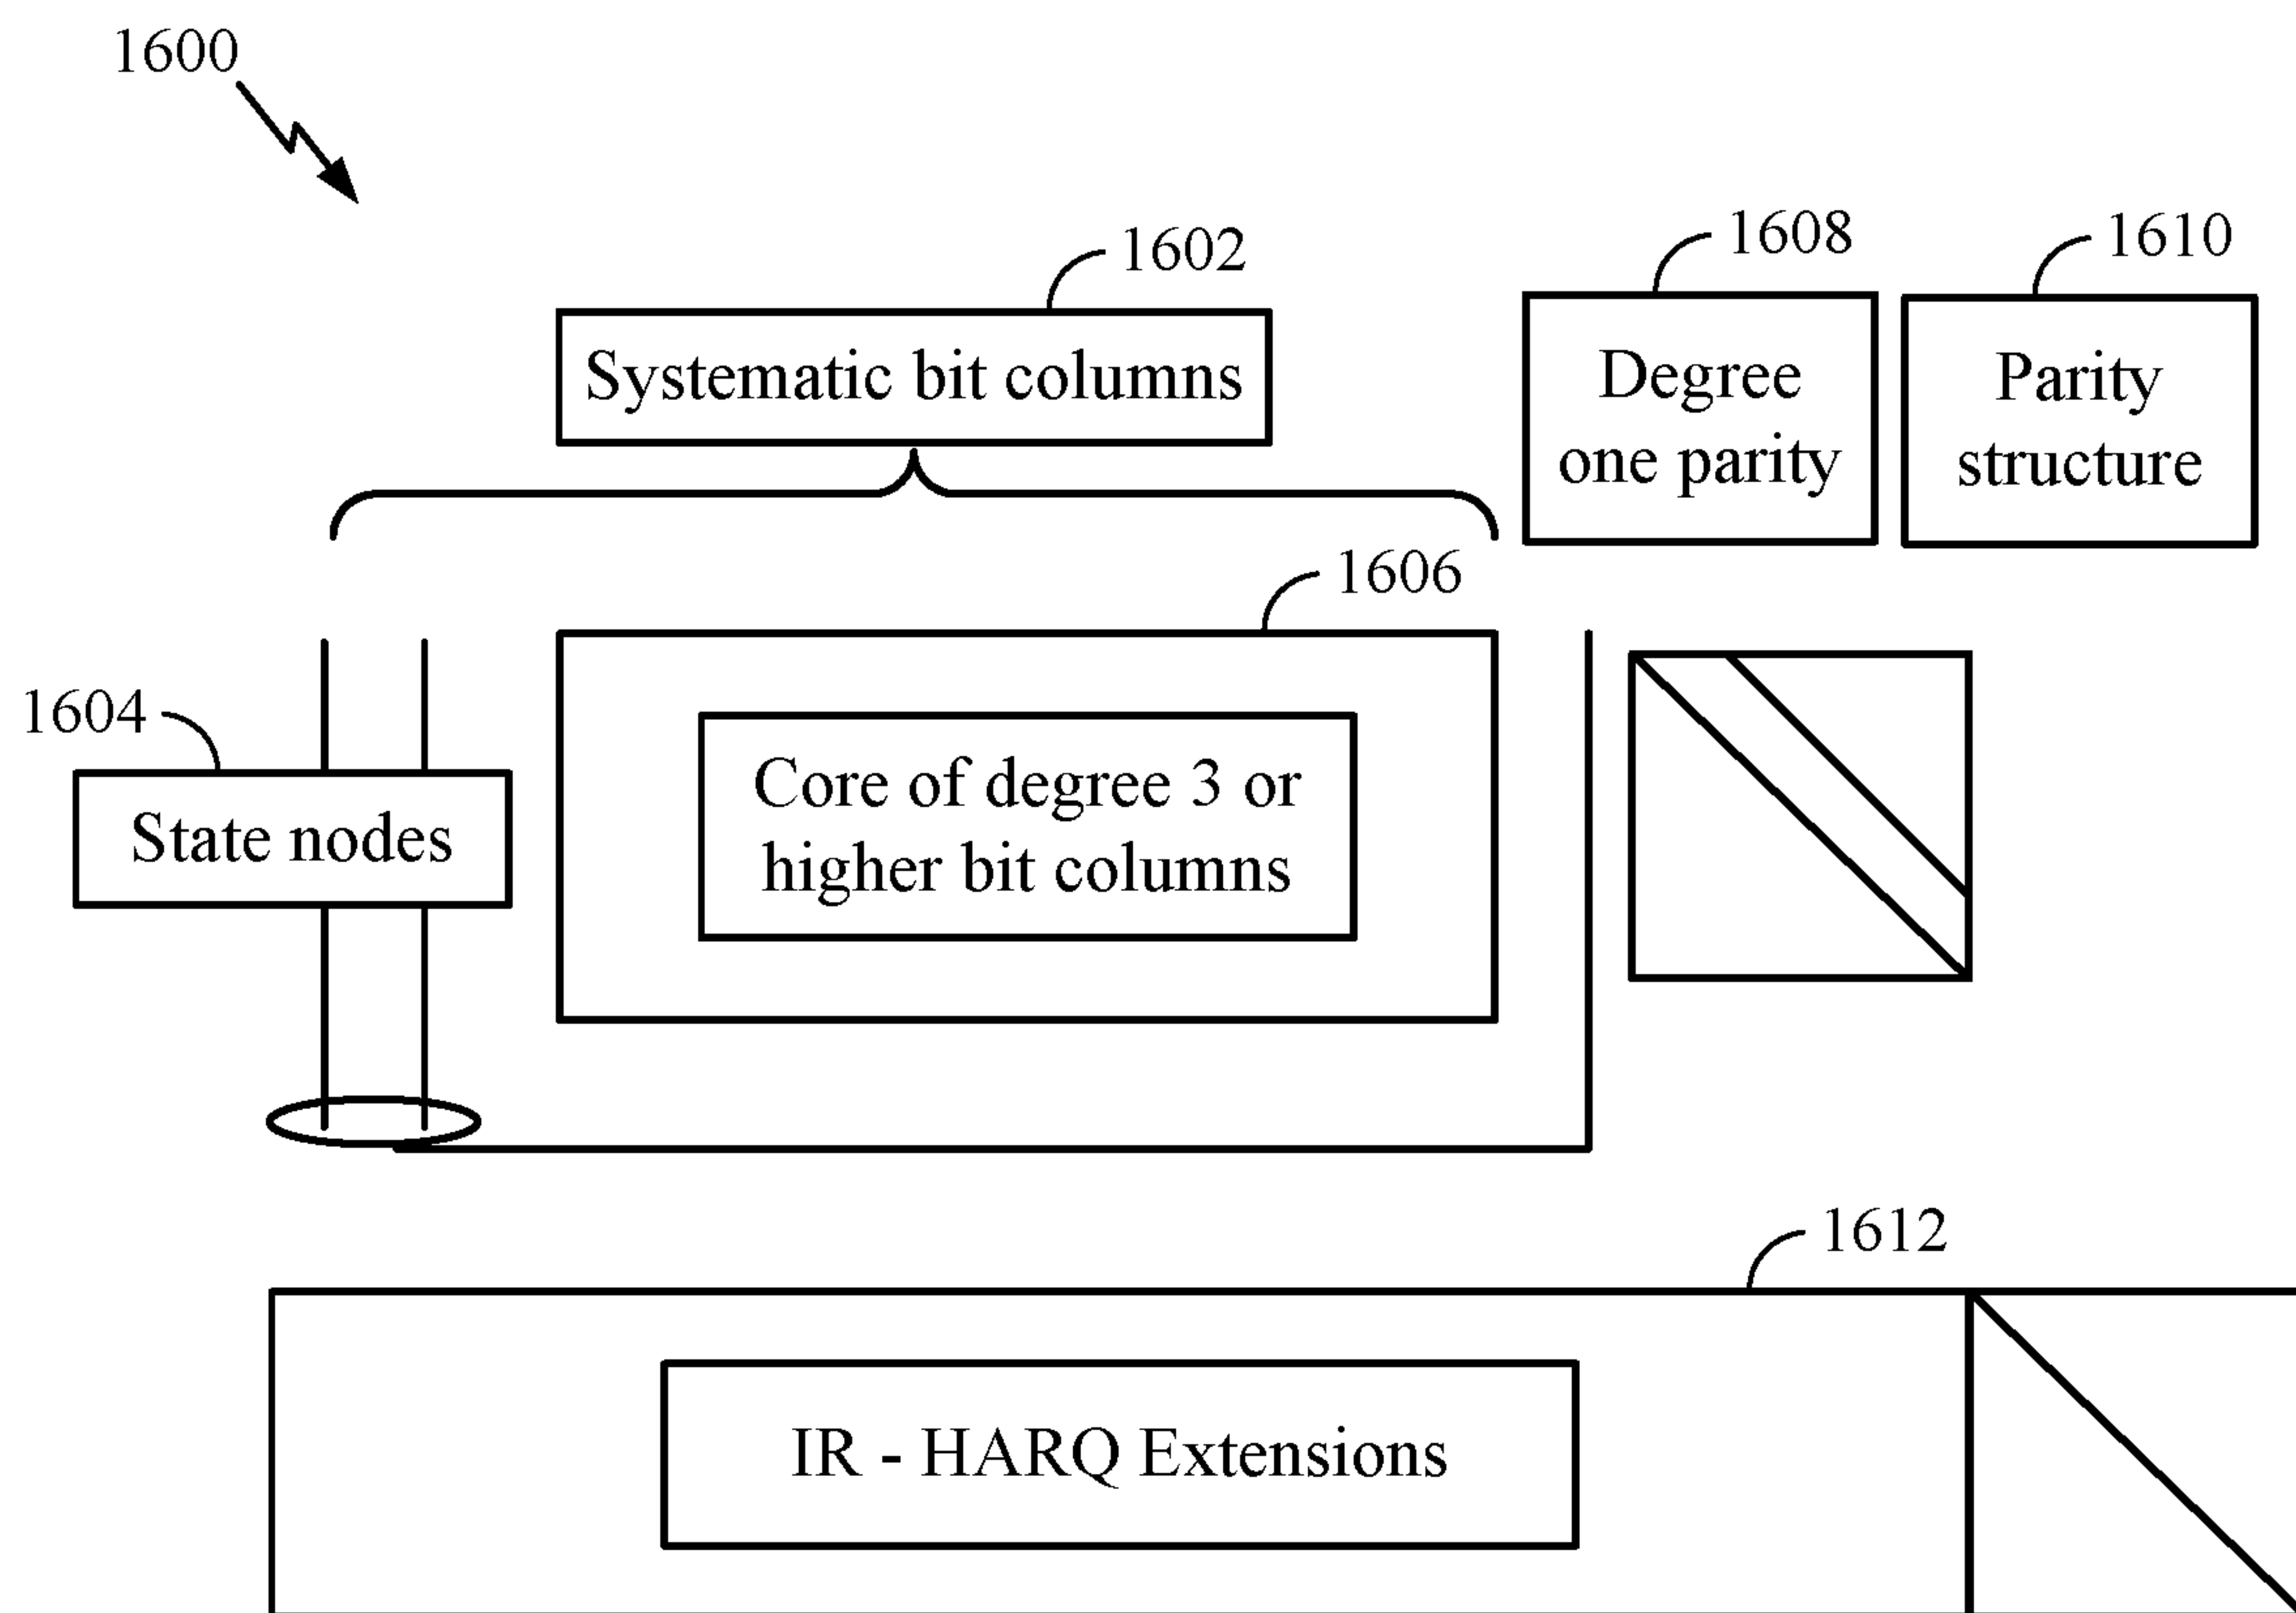 1600
1602
1608
1610
Systematic bit columns
Degree
one parity
Parity
structure
1606
1604
State nodes
Core of degree 3 or
higher bit columns
1612
IR - HARQ Extensions